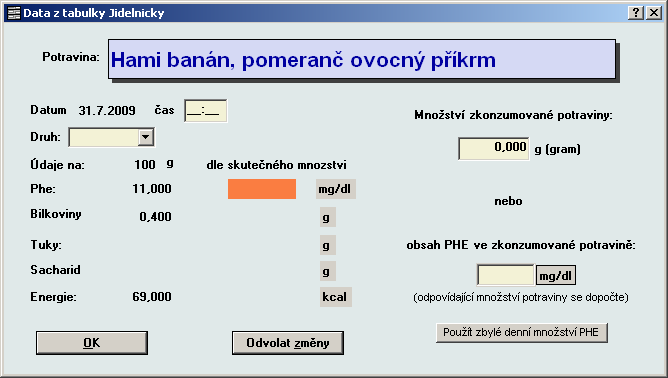 Data z tabulky Jidelnicky
Potravina: Hami banán, pomeranč ovocný příkrm
Datum 31.7.2009 čas __:__
Druh:
Údaje na: 100 g dle skutečného mnozstvi
Phe: 11,000 mg/dl
Bilkoviny 0,400 g
Tuky: g
Sacharid g
Energie: 69,000 kcal
OK
Odvolat změny
Množství zkonzumované potraviny:
0,000 g (gram)
nebo
obsah PHE ve zkonzumované potravině:
mg/dl
(odpovídající množství potraviny se dopočte)
Použít zbylé denní množství PHE